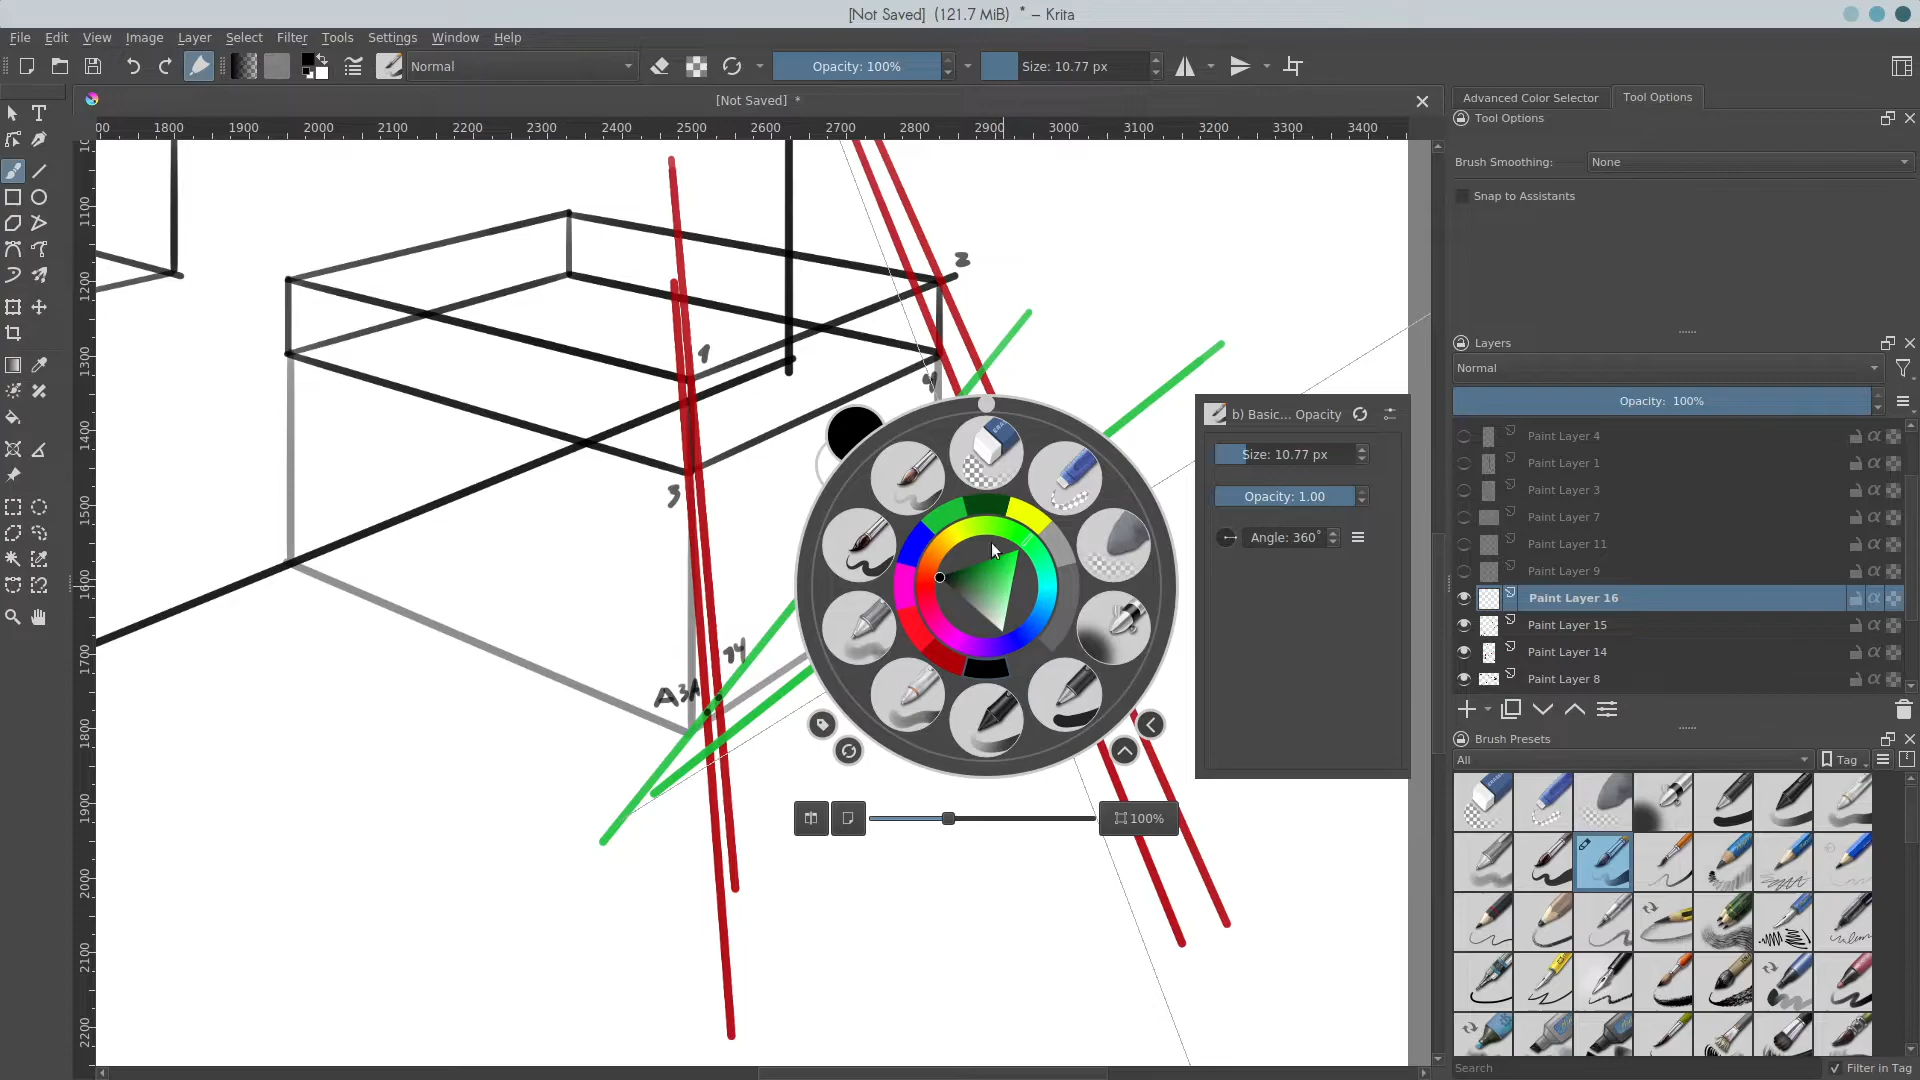 [Not Saved] (121.7 MiB) * – Krita
File Edit View Image Layer Select Filter Tools Settings Window Help
Normal
Opacity: 100%
Size: 10.77 px
[Not Saved] *
Advanced Color Selector
Tool Options
Tool Options
Brush Smoothing:
None
Snap to Assistants
00 1800 1900 2000 2100 2200 2300 2400 2500 2600 2700 2800 2900 3000 3100 3200 3300 3400
1100
1200
1300
1400
1500
1600
1700
1800
1900
2000
2100
2200
b) Basic... Opacity
Size: 10.77 px
Opacity: 1.00
Angle: 360°
100%
Layers
Normal
Opacity: 100%
Paint Layer 4
Paint Layer 1
Paint Layer 3
Paint Layer 7
Paint Layer 11
Paint Layer 9
Paint Layer 16
Paint Layer 15
Paint Layer 14
Paint Layer 8
Brush Presets
All
Tag
Search
Filter in Tag